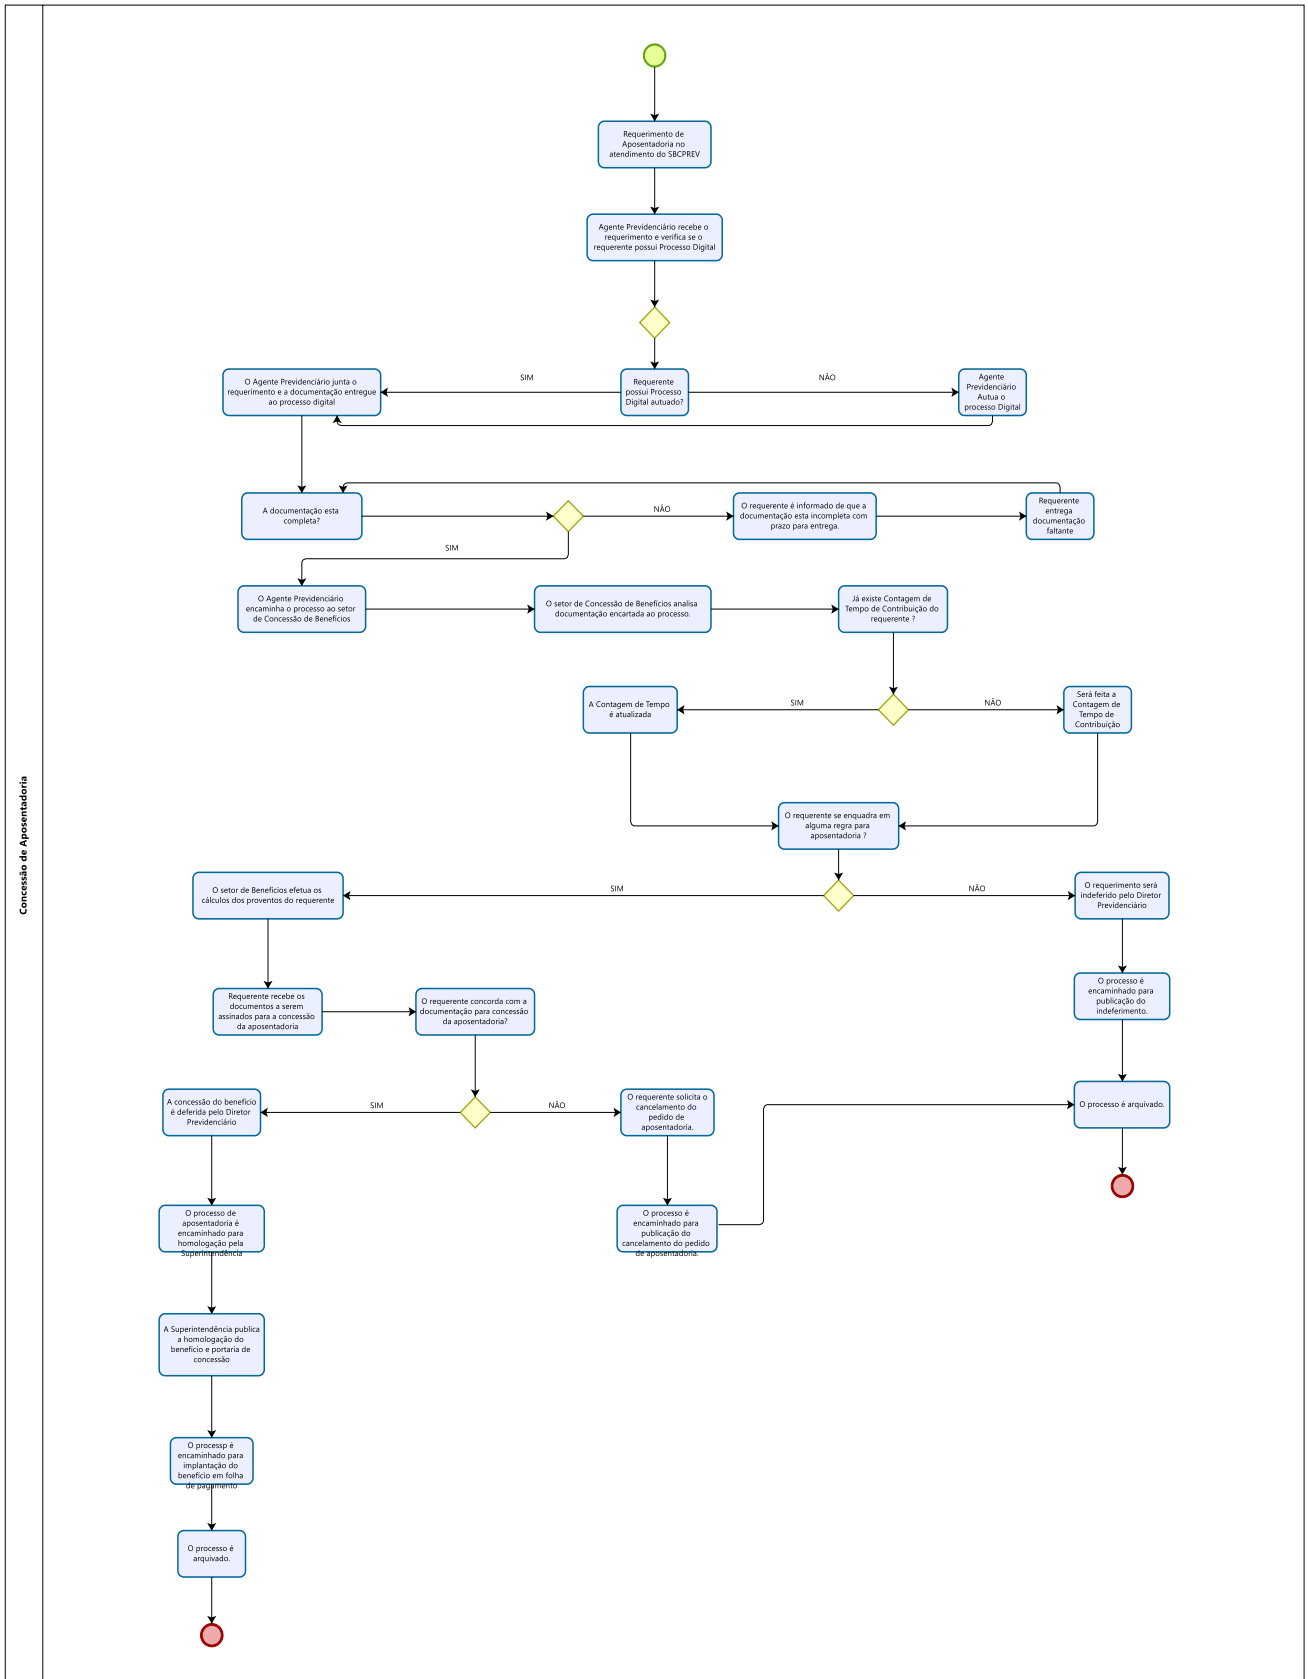 Concessão de Aposentadoria
Requerimento de
Aposentadoria no
atendimento do SBCPREV
Agente Previdenciário recebe o
requerimento e verifica se o
requerente possui Processo Digital
O Agente Previdenciário junta o
requerimento e a documentação entregue
ao processo digital
SIM
Requerente
possui Processo
Digital autuado?
NÃO
Agente
Previdenciário
Autua o
processo Digital
A documentação esta
completa?
NÃO
O requerente é informado de que a
documentação esta incompleta com
prazo para entrega.
Requerente
entrega
documentação
faltante
SIM
O Agente Previdenciário
encaminha o processo ao setor
de Concessão de Benefícios
O setor de Concessão de Benefícios analisa
documentação encartada ao processo.
Já existe Contagem de
Tempo de Contribuição do
requerente ?
A Contagem de Tempo
é atualizada
SIM
NÃO
Será feita a
Contagem de
Tempo de
Contribuição
O requerente se enquadra em
alguma regra para
aposentadoria ?
O setor de Benefícios efetua os
cálculos dos proventos do requerente
SIM
NÃO
O requerimento será
indeferido pelo Diretor
Previdenciário
Requerente recebe os
documentos a serem
assinados para a concessão
da aposentadoria
O requerente concorda com a
documentação para concessão
da aposentadoria?
O processo é
encaminhado para
publicação do
indeferimento.
A concessão do benefício
é deferida pelo Diretor
Previdenciário
SIM
NÃO
O requerente solicita o
cancelamento do
pedido de
aposentadoria.
O processo é arquivado.
O processo de
aposentadoria é
encaminhado para
homologação pela
Superintendência
O processo é
encaminhado para
publicação do
cancelamento do pedido
de aposentadoria.
A Superintendência publica
a homologação do
benefício e portaria de
concessão
O processp é
encaminhado para
implantação do
benefício em folha
de pagamento
O processo é
arquivado.